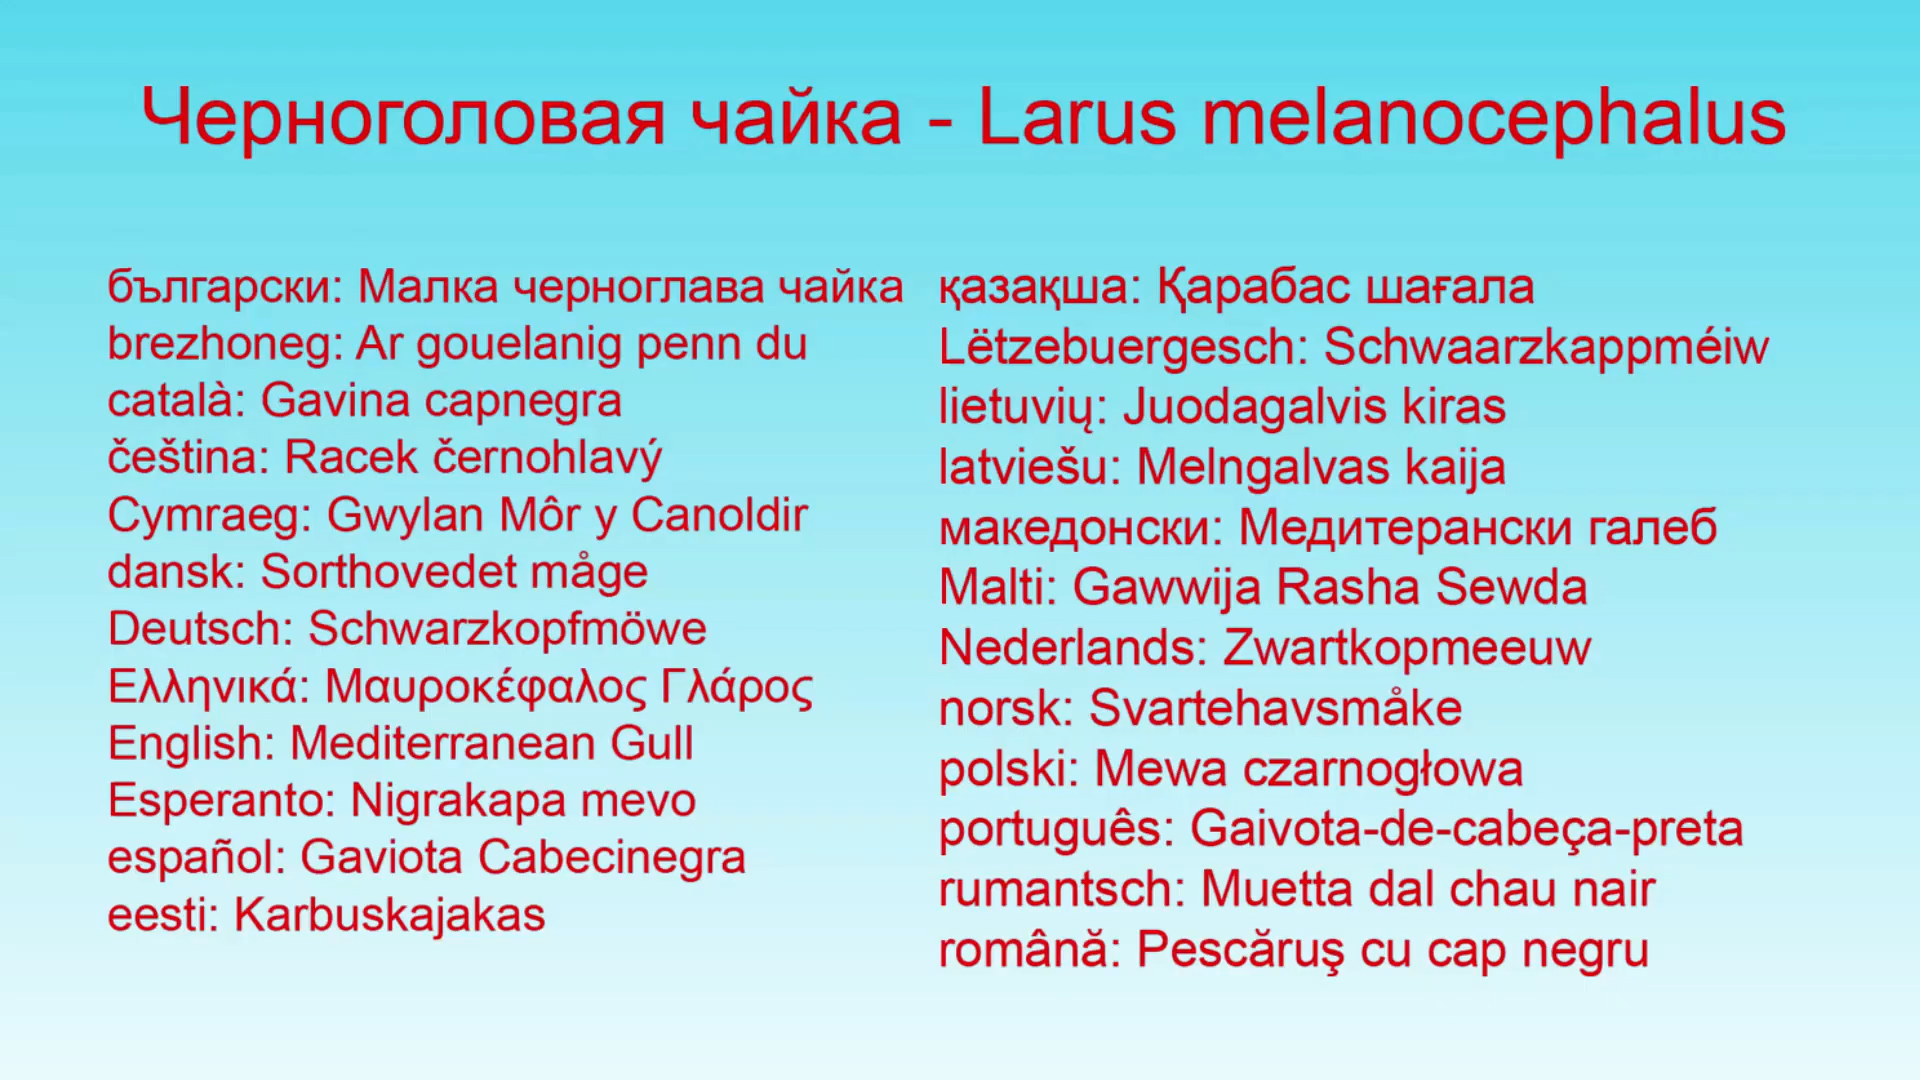 Черноголовая чайка - Larus melanocephalus
български: Малка черноглава чайка
brezhoneg: Ar gouelanig penn du
català: Gavina capnegra
čeština: Racek černohlavý
Cymraeg: Gwylan Môr y Canoldir
dansk: Sorthovedet måge
Deutsch: Schwarzkopfmöwe
Ελληνικά: Μαυροκέφαλος Γλάρος
English: Mediterranean Gull
Esperanto: Nigrakapa mevo
español: Gaviota Cabecinegra
eesti: Karbuskajakas
қазақша: Қарабас шағала
Lëtzebuergesch: Schwaarzkappméiw
lietuvių: Juodagalvis kiras
latviešu: Melngalvas kaija
македонски: Медитерански галеб
Malti: Gawwija Rasha Sewda
Nederlands: Zwartkopmeeuw
norsk: Svartehavsmåke
polski: Mewa czarnogłowa
português: Gaivota-de-cabeça-preta
rumantsch: Muetta dal chau nair
română: Pescăruş cu cap negru